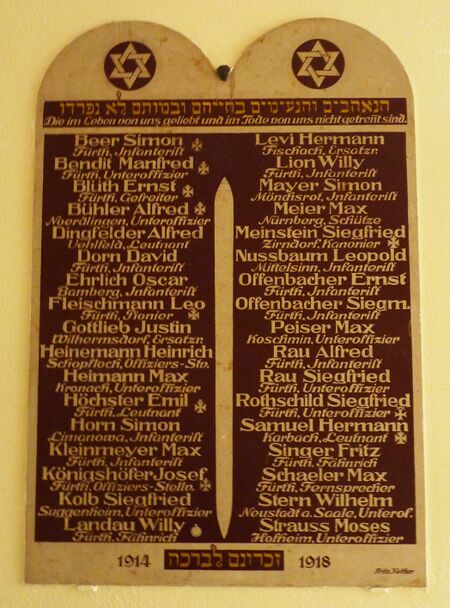 הנאהבים והנעימים בחייהם ובמותם לא נפרדו
Die im Leben von uns geliebt und im Tode von uns nicht getrent sind.
Beer Simon
Fürth, Infanterist
Bendit Manfred
Fürth, Unteroffizier
Blüth Ernst
Fürth, Gefreiter
Bühler Alfred
Noerdlinger, Unteroffizier
Dingfelder Alfred
Uehlfeld, Leutnant
Dorn David
Fürth, Infanterist
Ehrlich Oscar
Bamberg, Infanterist
Fleischmann Leo
Fürth, Pionier
Gottlieb Justin
Wilhermsdorf, Ersatzr.
Heinemann Heinrich
Schopfloch, Offiziers-Stv.
Heimann Max
Kronach, Unteroffizier
Höchster Emil
Fürth, Leutnant
Horn Simon
Limanowa, Infanterist
Kleinmeyer Max
Fürth, Infanterist
Königshöfer Josef
Fürth, Offiziers-Stellv.
Kolb Siegfried
Suggenheim, Unteroffizier
Landau Willy
Fürth, Fähnrich
Levi Hermann
Fischach, Ersatzr.
Lion Willy
Fürth, Infanterist
Mayer Simon
Mönchsrot, Infanterist
Meier Max
Nürnberg, Schütze
Meinstein Siegfried
Zirndorf, Kanonier
Nussbaum Leopold
Mittelsinn, Infanterist
Offenbacher Ernst
Fürth, Infanterist
Offenbacher Siegm.
Fürth, Infanterist
Peiser Max
Koschmin, Unteroffizier
Rau Alfred
Fürth, Infanterist
Rau Siegfried
Fürth, Unteroffizier
Rothschild Siegfried
Fürth, Unteroffizier
Samuel Hermann
Karbach, Leutnant
Singer Fritz
Fürth, Fähnrich
Schaeler Max
Fürth, Fernsprecher
Stern Wilhelm
Neustadt a. Saale, Unterof.
Strauss Moses
Hofheim, Unteroffizier
1914 זכרונם לברכה 1918
Fritz